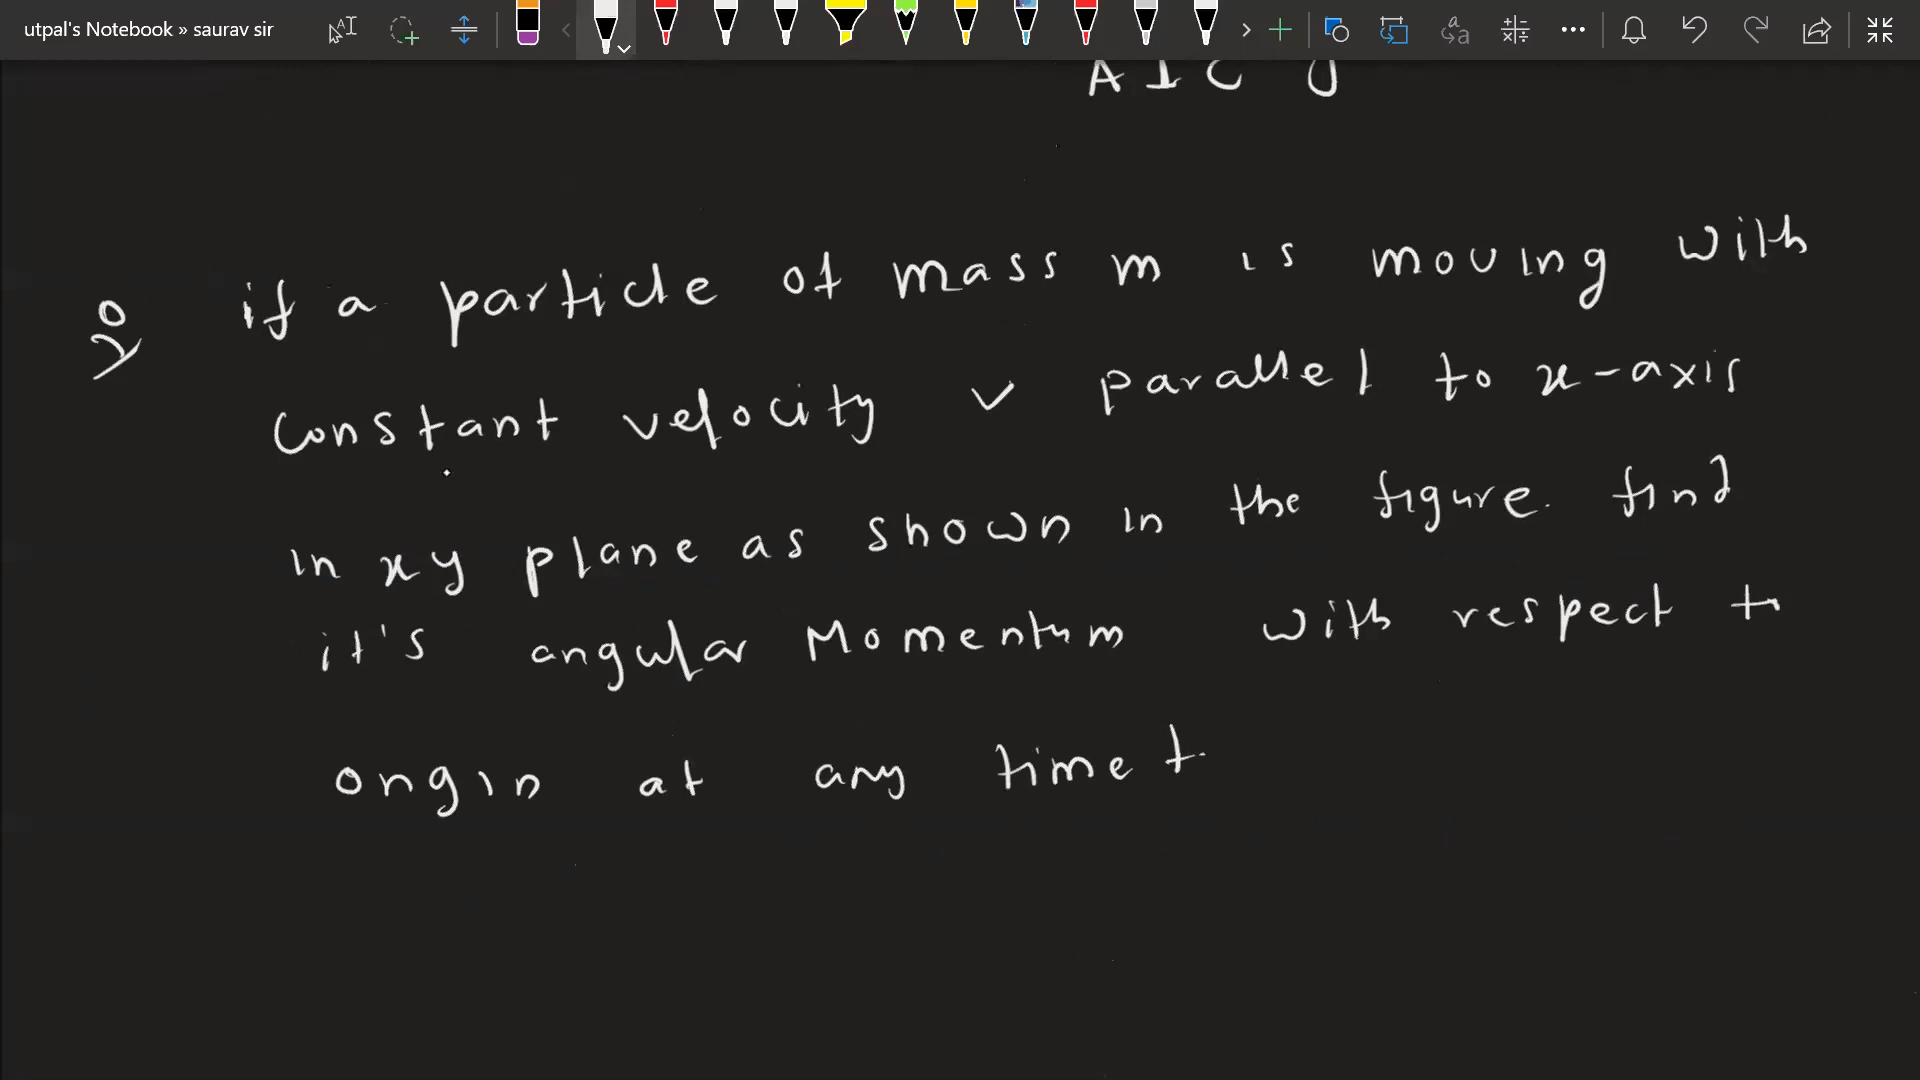 utpal's Notebook » saurav sir
if a particle of mass m is moving with
constant velocity v parallel to x-axis
in xy plane as shown in the figure. find
it's angular Momentum with respect to
origin at any time t.